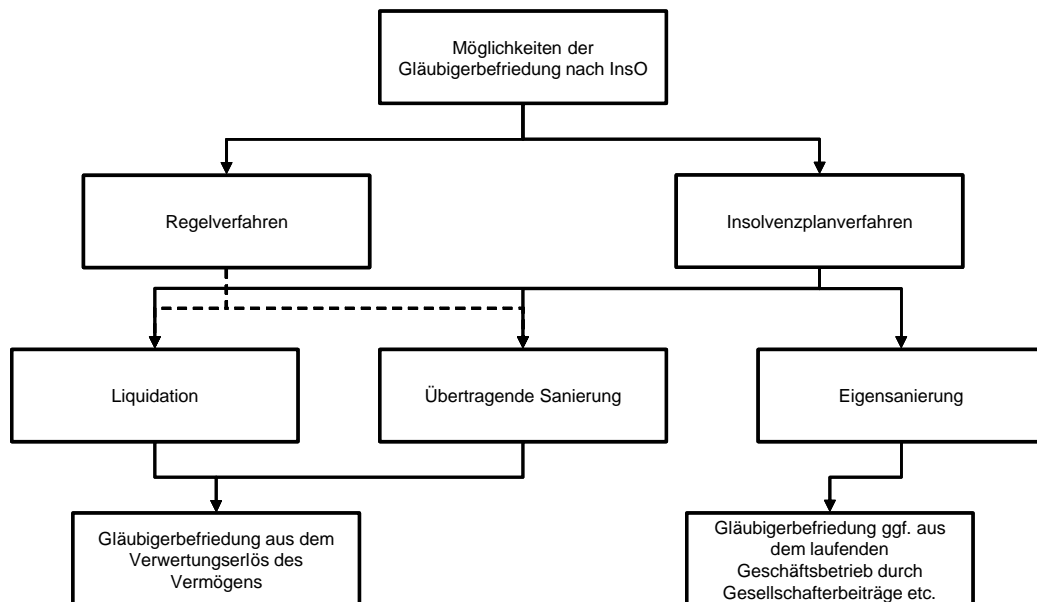 Möglichkeiten der
Gläubigerbefriedung nach InsO
Regelverfahren
Insolvenzplanverfahren
Liquidation
Übertragende Sanierung
Eigensanierung
Gläubigerbefriedung aus dem
Verwertungserlös des
Vermögens
Gläubigerbefriedung ggf. aus
dem laufenden
Geschäftsbetrieb durch
Gesellschafterbeiträge etc.